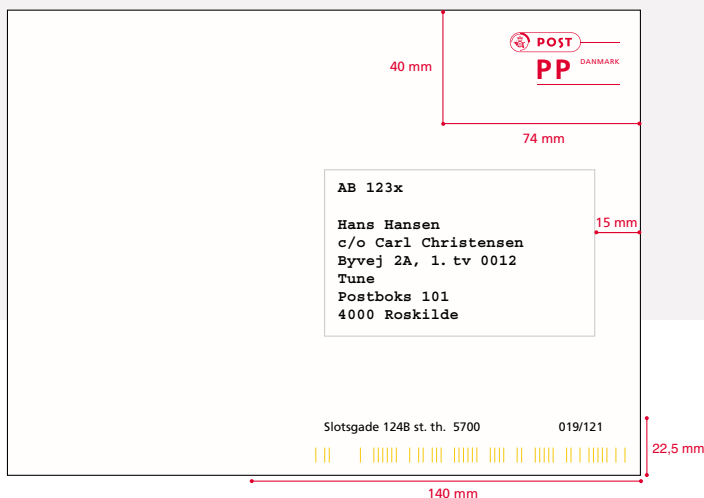 POST
40 mm
PP DANMARK
74 mm
AB 123x
15 mm
Hans Hansen
c/o Carl Christensen
Byvej 2A, 1. tv 0012
Tune
Postboks 101
4000 Roskilde
Slotsgade 124B st. th. 5700 019/121
22,5 mm
140 mm